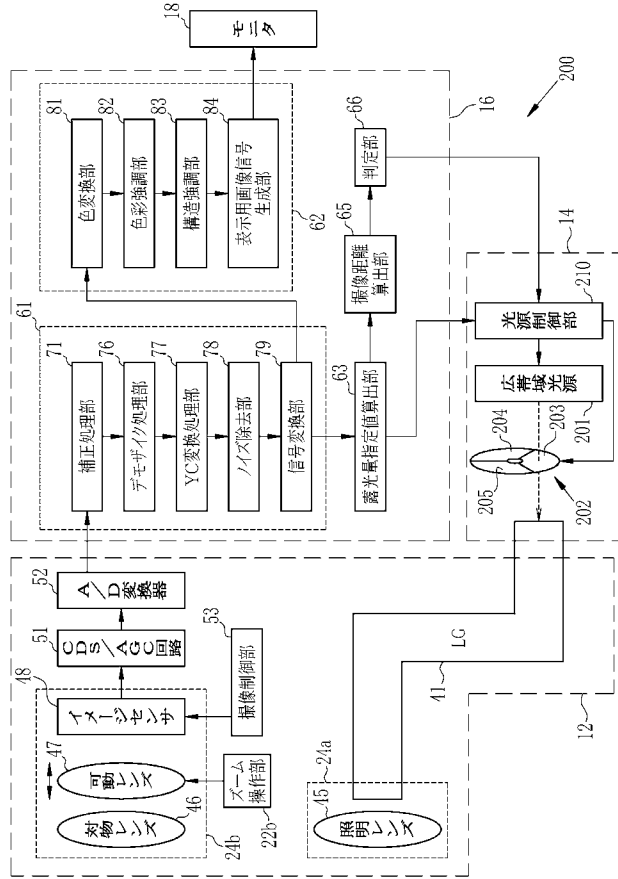 18
モニタ
81
色変換部
82
色彩強調部
83
構造強調部
84
表示用画像信号
生成部
62
66
判定部
65
撮像距離
算出部
16
200
61
71
補正処理部
76
デモザイク処理部
77
YC変換処理部
78
ノイズ除去部
79
信号変換部
63
露光量指定値算出部
14
210
光源制御部
広帯域光源
201
204
203
205
202
52
A/D変換器
51
CDS/AGC回路
48
イメージセンサ
53
撮像制御部
47
可動レンズ
46
対物レンズ
ズーム
操作部
22b
24b
LG
41
12
24a
45
照明レンズ